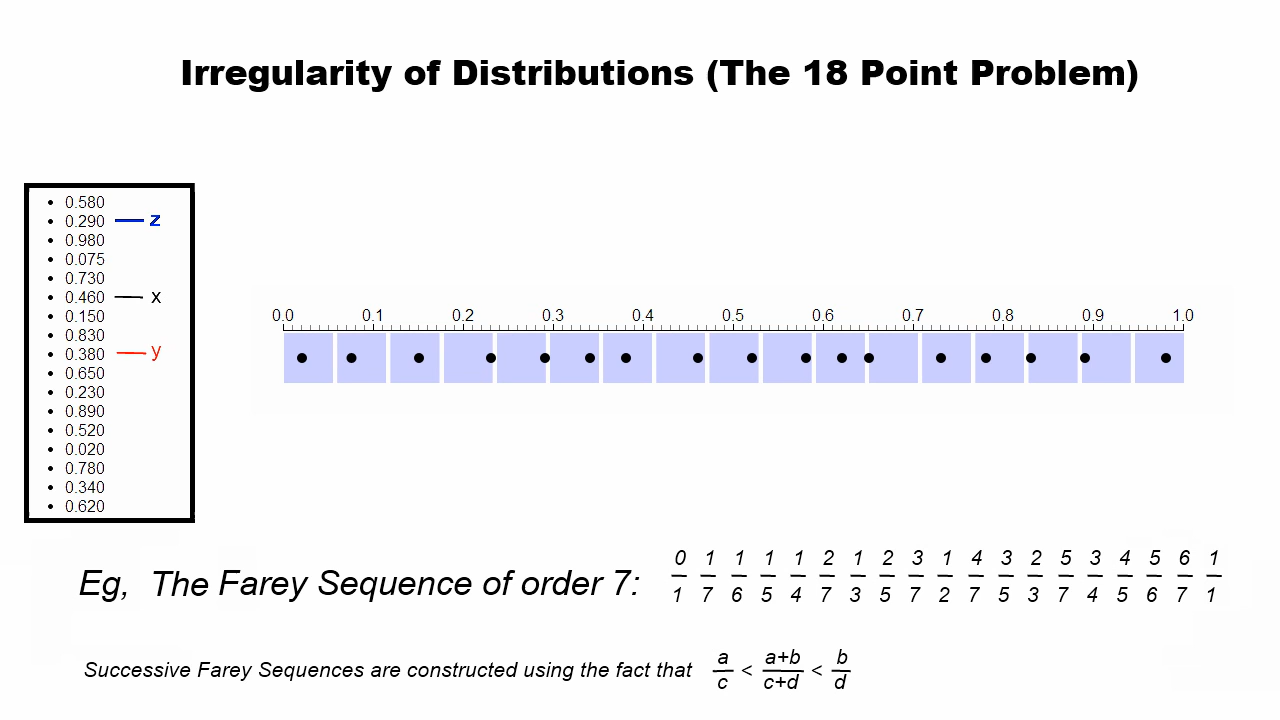 Irregularity of Distributions (The 18 Point Problem)
• 0.580
• 0.290 — z
• 0.980
• 0.075
• 0.730
• 0.460 — x
• 0.150
• 0.830
• 0.380 — y
• 0.650
• 0.230
• 0.890
• 0.520
• 0.020
• 0.780
• 0.340
• 0.620
0.0 0.1 0.2 0.3 0.4 0.5 0.6 0.7 0.8 0.9 1.0
Eg, The Farey Sequence of order 7: 0/1 1/7 1/6 1/5 1/4 2/7 1/3 2/5 3/7 1/2 4/7 3/5 2/3 5/7 3/4 4/5 5/6 6/7 1/1
Successive Farey Sequences are constructed using the fact that a/c < a+b/c+d < b/d